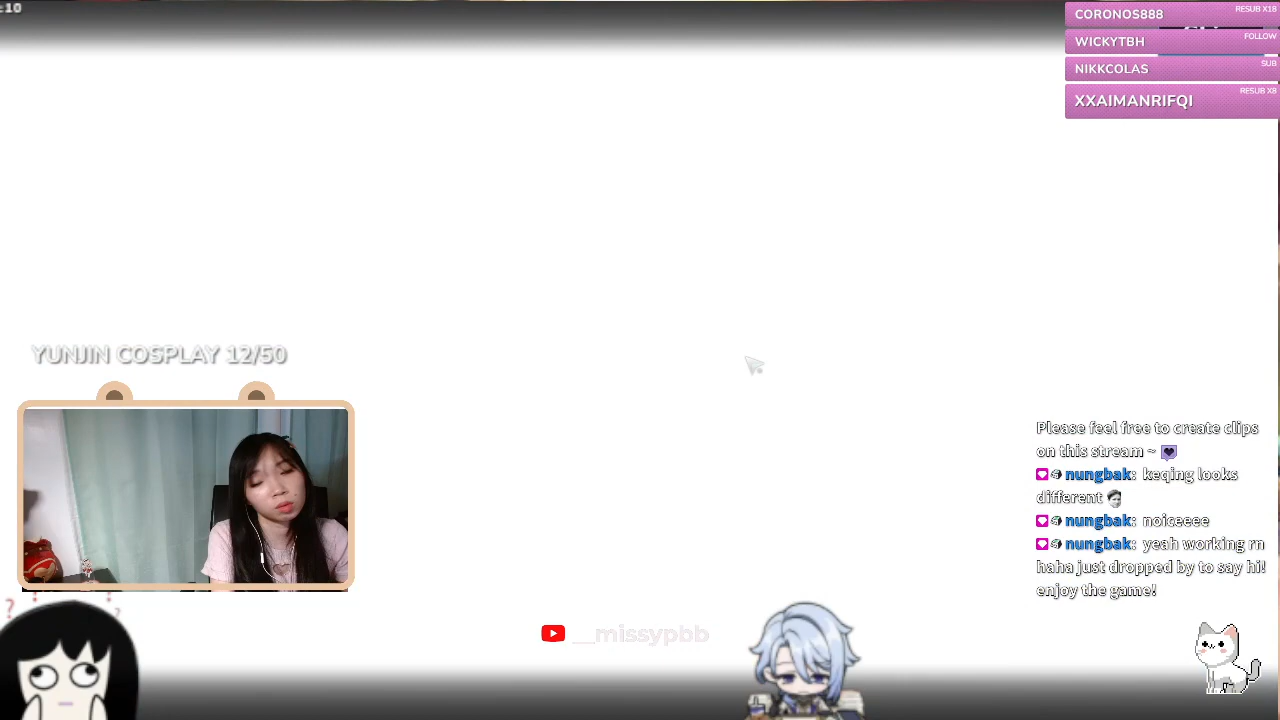 :10
CORONOS888 RESUB X18
WICKYTBH FOLLOW
NIKKCOLAS SUB
XXAIMANRIFQI RESUB X8
YUNJIN COSPLAY 12/50
Please feel free to create clips
on this stream ~
nungbak: keqing looks
different
nungbak: noiceeee
nungbak: yeah working rn
haha just dropped by to say hi!
enjoy the game!
__missypbb